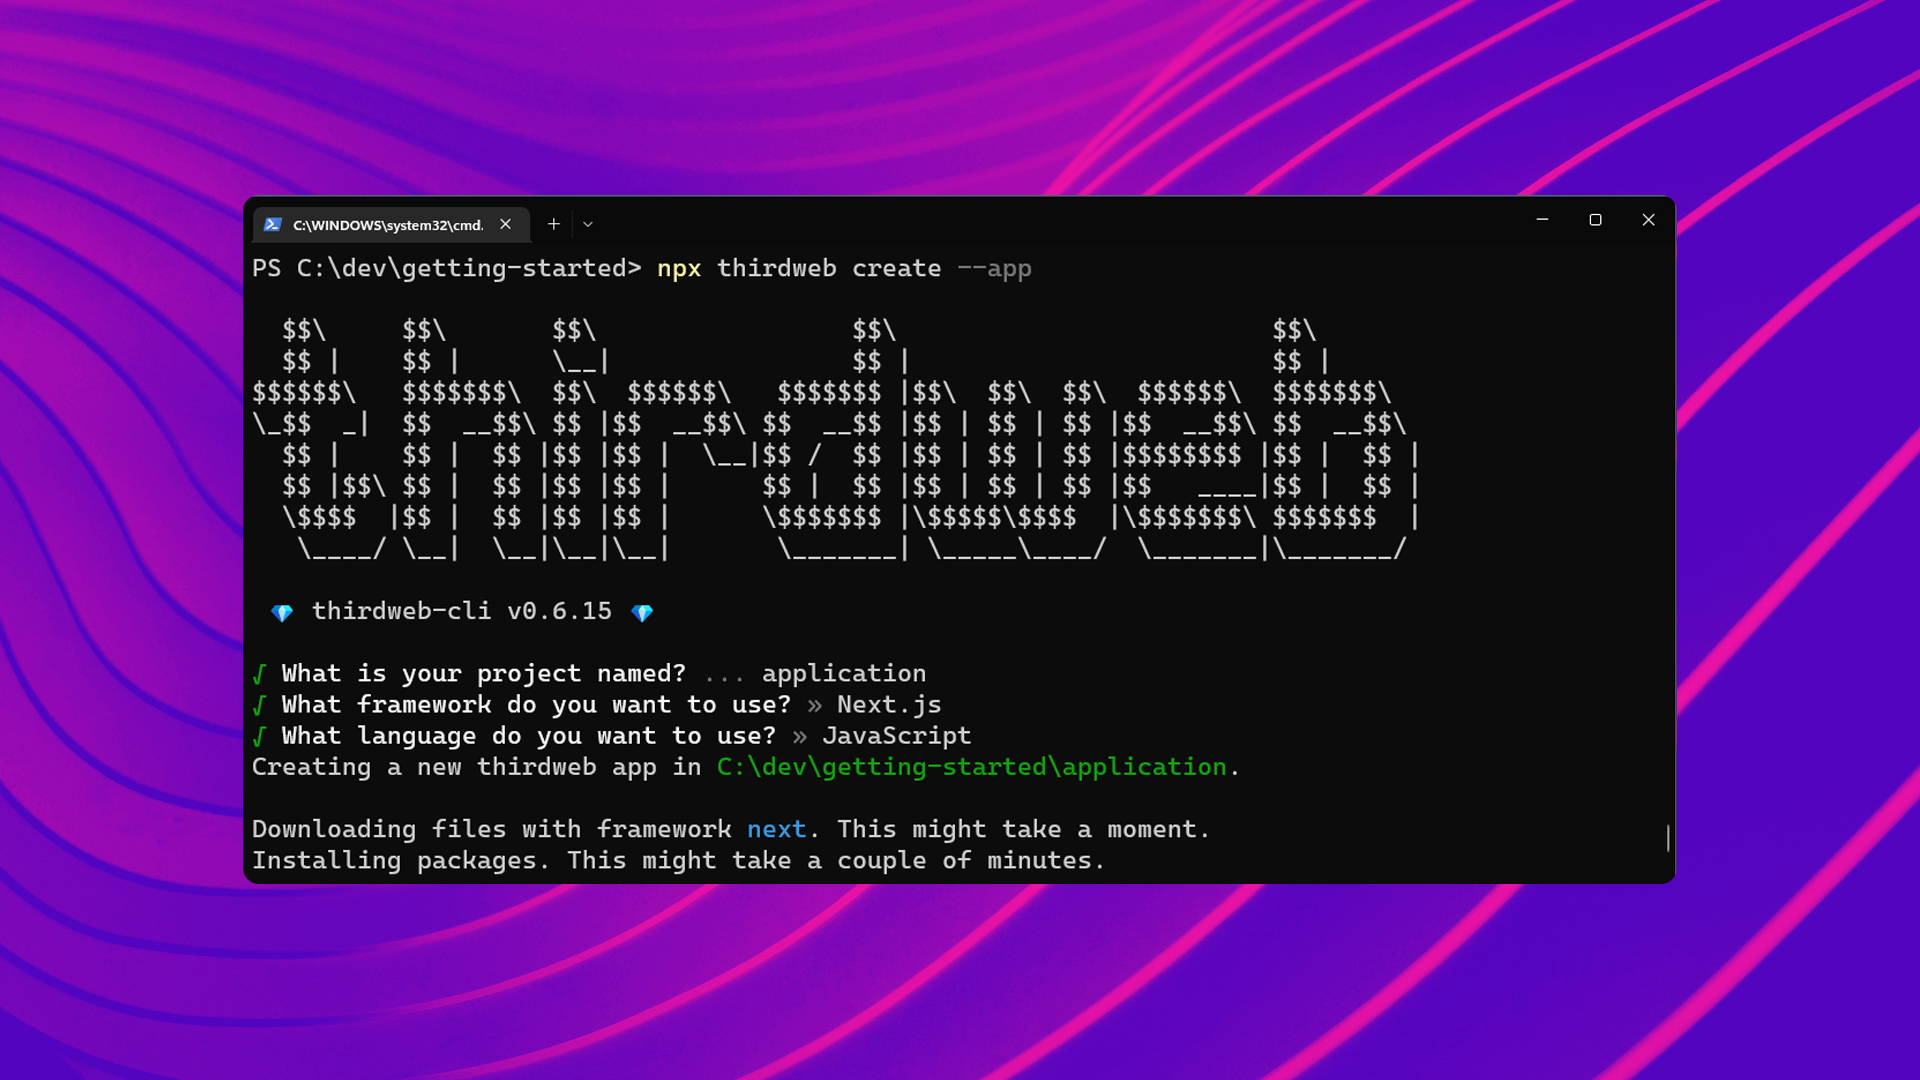 C:\WINDOWS\system32\cmd.
PS C:\dev\getting-started> npx thirdweb create --app
  $$\     $$\       $$\                 $$\                         $$\
  $$ |    $$ |      \__|                $$ |                        $$ |
$$$$$$\   $$$$$$$\  $$\  $$$$$$\   $$$$$$$ |$$\  $$\  $$\  $$$$$$\  $$$$$$$\
\_$$  _|  $$  __$$\ $$ |$$  __$$\ $$  __$$ |$$ | $$ | $$ |$$  __$$\ $$  __$$\
  $$ |    $$ |  $$ |$$ |$$ |  \__|$$ /  $$ |$$ | $$ | $$ |$$$$$$$$ |$$ |  $$ |
  $$ |$$\ $$ |  $$ |$$ |$$ |      $$ |  $$ |$$ | $$ | $$ |$$   ____|$$ |  $$ |
  \$$$$  |$$ |  $$ |$$ |$$ |      \$$$$$$$ |\$$$$$\$$$$  |\$$$$$$$\ $$$$$$$  |
   \____/ \__|  \__|\__|\__|       \_______| \_____\____/  \_______|\_______/
💎 thirdweb-cli v0.6.15 💎
√ What is your project named? ... application
√ What framework do you want to use? » Next.js
√ What language do you want to use? » JavaScript
Creating a new thirdweb app in C:\dev\getting-started\application.
Downloading files with framework next. This might take a moment.
Installing packages. This might take a couple of minutes.